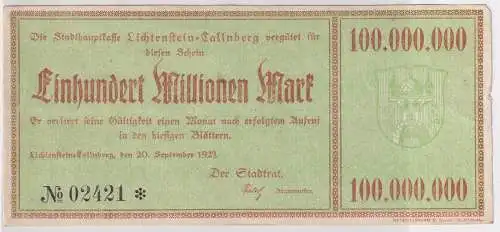 Die Stadthauptkasse Lichtenstein-Callnberg vergütet für
diesen Schein
Einhundert Millionen Mark
Er verliert seine Gültigkeit einen Monat nach erfolgtem Aufruf
in den hiesigen Blättern.
Lichtenstein-Callnberg, den 20. September 1923.
Der Stadtrat.
Bürgermeister.
№ 02421 *
100.000.000
100.000.000